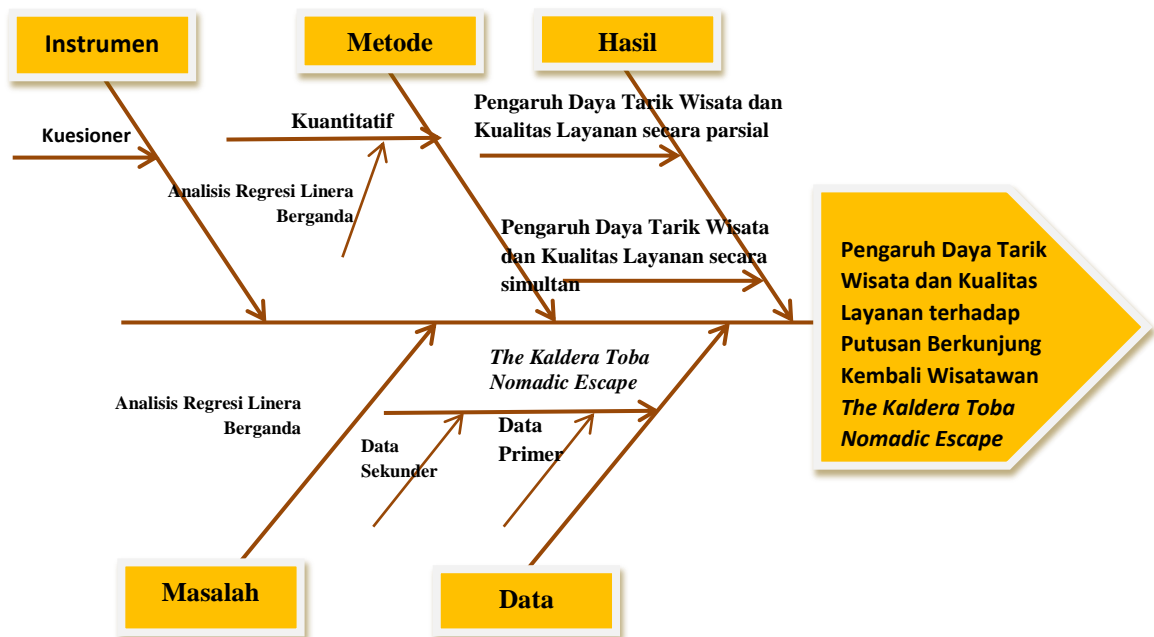 Instrumen
Metode
Hasil
Kuesioner
Kuantitatif
Analisis Regresi Linera
Berganda
Pengaruh Daya Tarik Wisata dan
Kualitas Layanan secara parsial
Pengaruh Daya Tarik Wisata
dan Kualitas Layanan secara
simultan
Pengaruh Daya Tarik
Wisata dan Kualitas
Layanan terhadap
Putusan Berkunjung
Kembali Wisatawan
The Kaldera Toba
Nomadic Escape
Analisis Regresi Linera
Berganda
The Kaldera Toba
Nomadic Escape
Data
Sekunder
Data
Primer
Masalah
Data